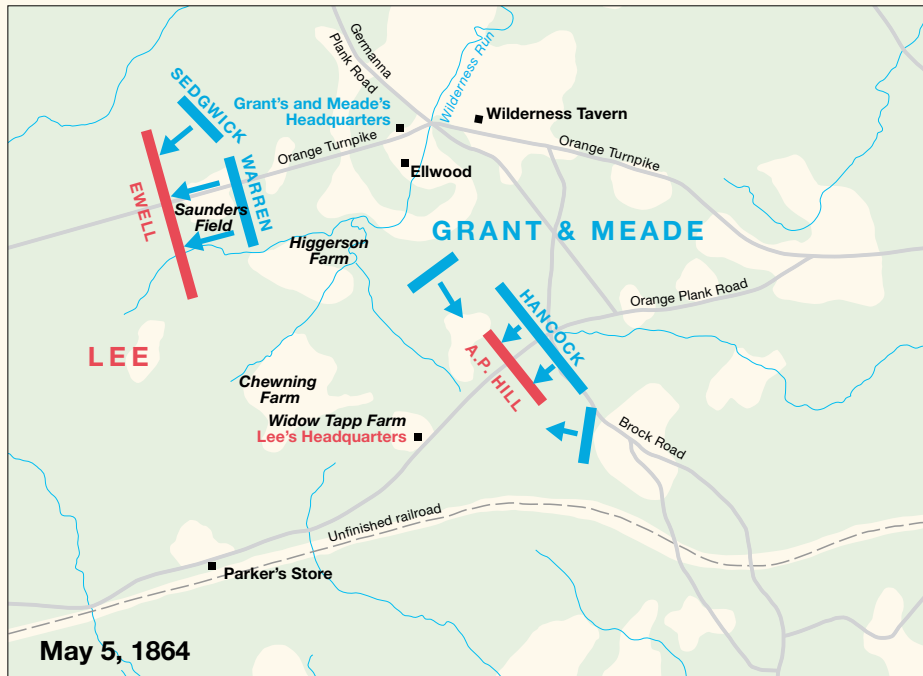 Germanna
Plank Road
SEDGWICK
Wilderness Run
Grant's and Meade's
Headquarters
Wilderness Tavern
Orange Turnpike
Orange Turnpike
Ellwood
WARREN
EWELL
Saunders
Field
GRANT & MEADE
Higgerson
Farm
HANCOCK
Orange Plank Road
LEE
A.P. HILL
Chewning
Farm
Widow Tapp Farm
Lee's Headquarters
Brock Road
Unfinished railroad
Parker's Store
May 5, 1864